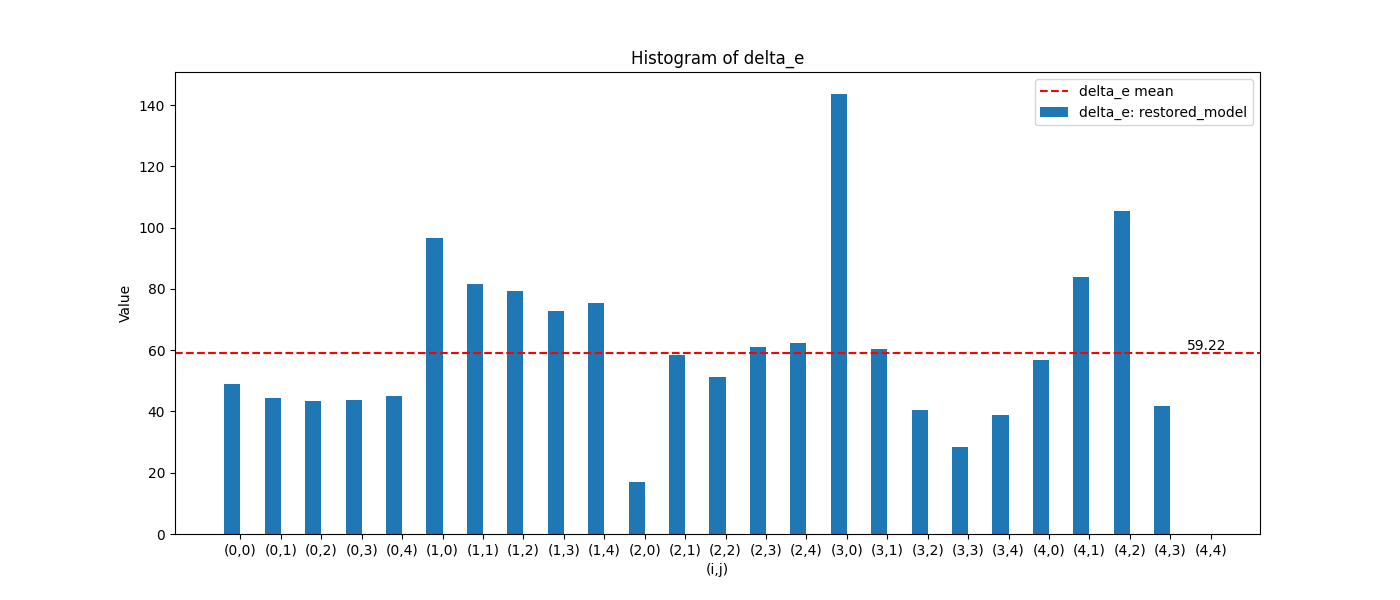 Histogram of delta_e
delta_e mean
delta_e: restored_model
140
120
100
80
60
40
20
0
Value
59.22
(0,0) (0,1) (0,2) (0,3) (0,4) (1,0) (1,1) (1,2) (1,3) (1,4) (2,0) (2,1) (2,2) (2,3) (2,4) (3,0) (3,1) (3,2) (3,3) (3,4) (4,0) (4,1) (4,2) (4,3) (4,4)
(i,j)